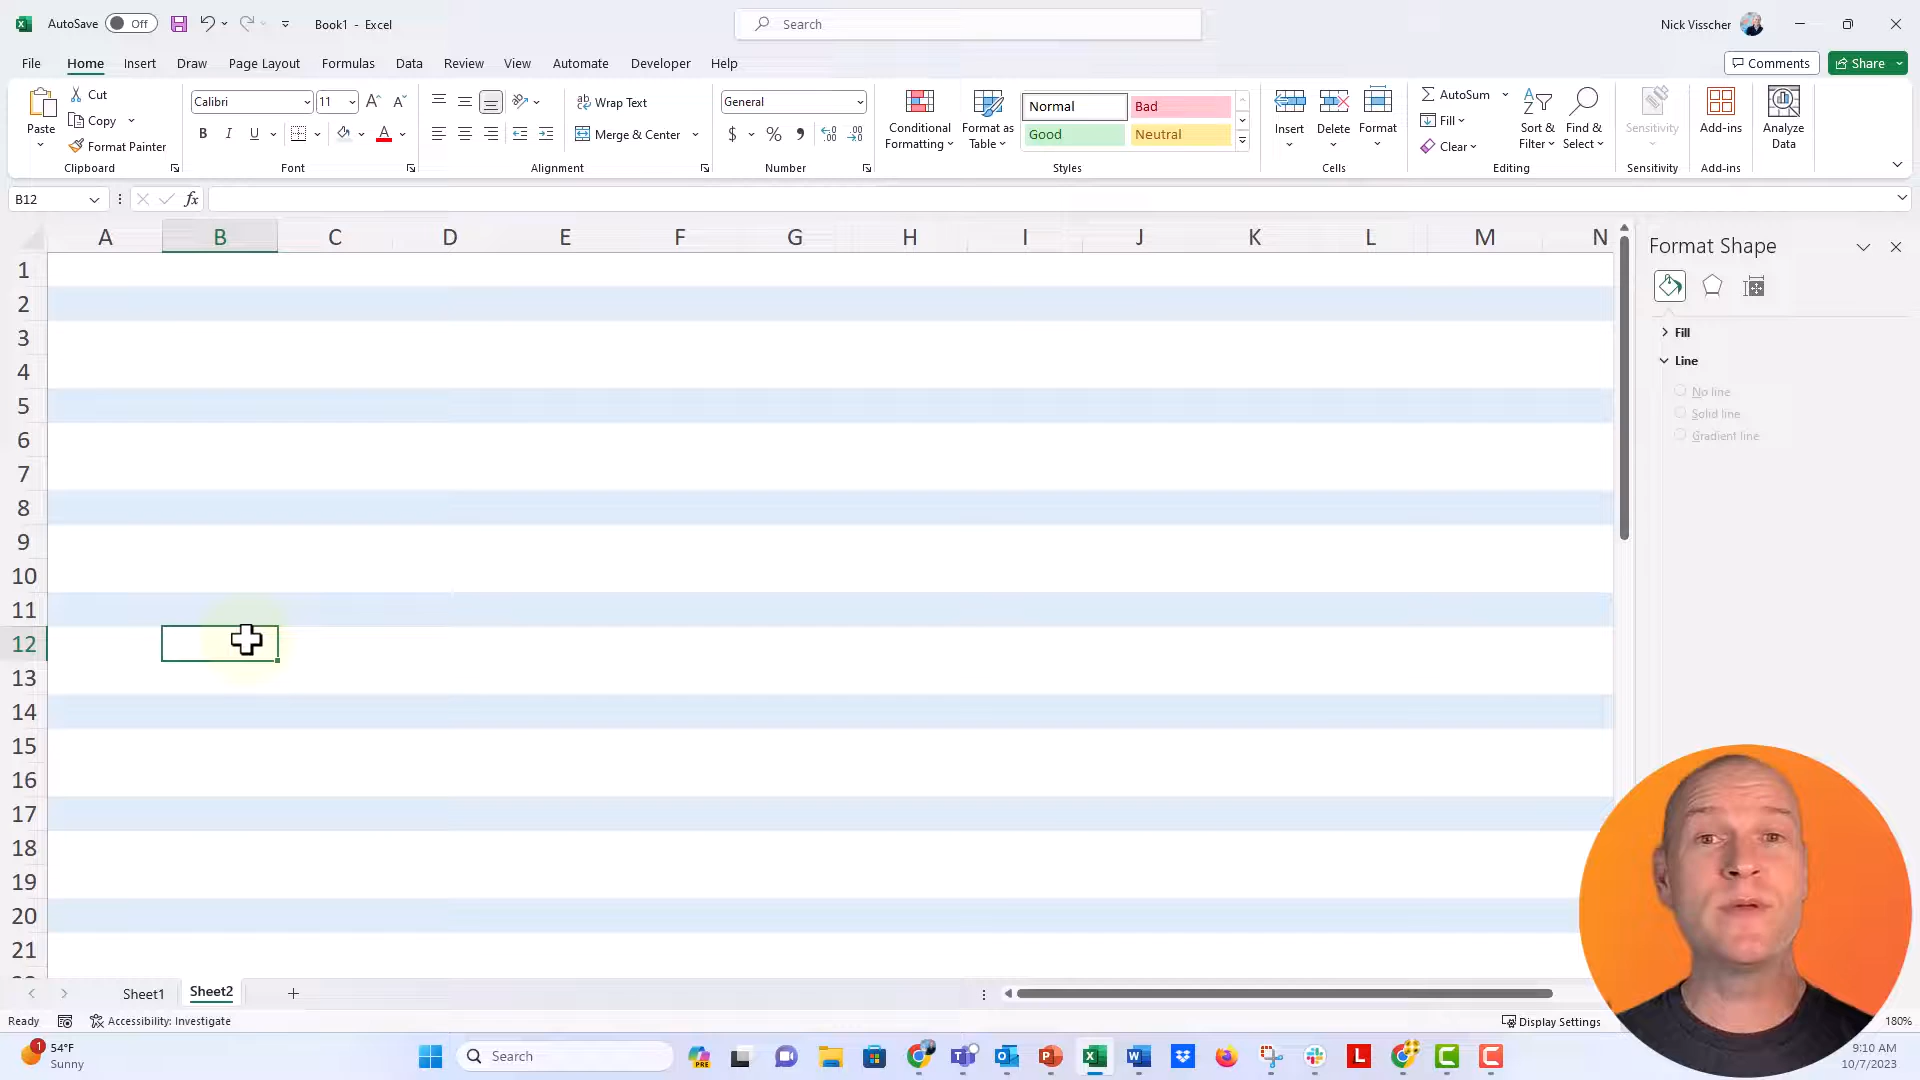 AutoSave Off Book1 - Excel Search Nick Visscher
File Home Insert Draw Page Layout Formulas Data Review View Automate Developer Help Comments Share
Paste Cut Copy Format Painter Clipboard
Calibri 11 B I U A Font
ab Wrap Text Merge & Center Alignment
General $ % , Number
Conditional Formatting Format as Table Normal Bad Good Neutral Styles
Insert Delete Format Cells
AutoSum Fill Clear Sort & Filter Find & Select Editing
Sensitivity Sensitivity
Add-ins Add-ins
Analyze Data
B12 fx
A B C D E F G H I J K L M N
1
2
3
4
5
6
7
8
9
10
11
12
13
14
15
16
17
18
19
20
21
Format Shape
Fill
Line
No line
Solid line
Gradient line
Sheet1 Sheet2
Ready Accessibility: Investigate Display Settings 180%
1 54°F
Sunny
Search
PRE
9:10 AM
10/7/2023